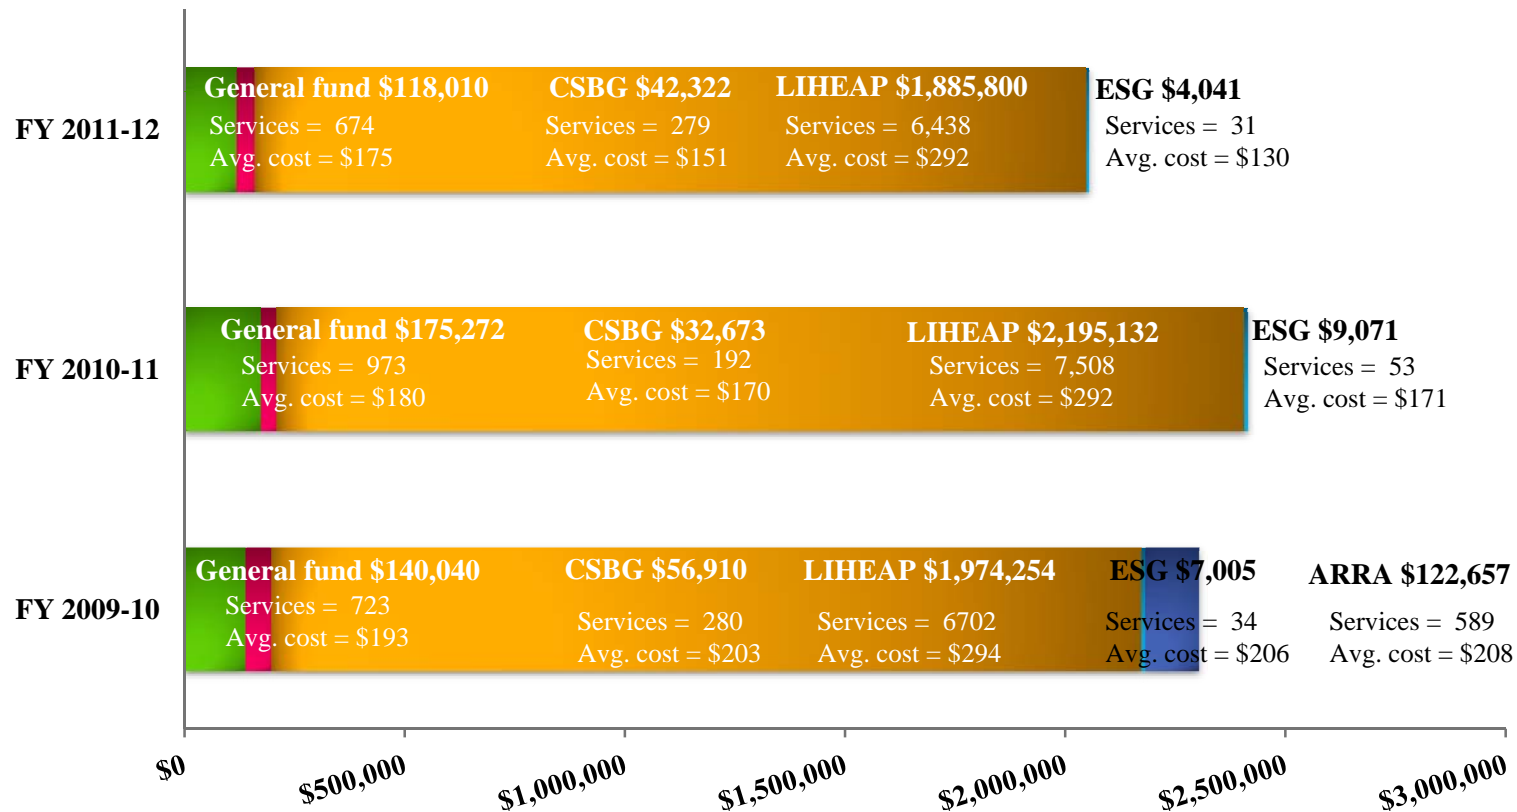 General fund $118,010 CSBG $42,322 LIHEAP $1,885,800 ESG $4,041
FY 2011-12
Services = 674 Services = 279 Services = 6,438 Services = 31
Avg. cost = $175 Avg. cost = $151 Avg. cost = $292 Avg. cost = $130
General fund $175,272 CSBG $32,673 LIHEAP $2,195,132 ESG $9,071
FY 2010-11
Services = 973 Services = 192 Services = 7,508 Services = 53
Avg. cost = $180 Avg. cost = $170 Avg. cost = $292 Avg. cost = $171
General fund $140,040 CSBG $56,910 LIHEAP $1,974,254 ESG $7,005 ARRA $122,657
FY 2009-10
Services = 723 Services = 280 Services = 6702 Services = 34 Services = 589
Avg. cost = $193 Avg. cost = $203 Avg. cost = $294 Avg. cost = $206 Avg. cost = $208
$0 $500,000 $1,000,000 $1,500,000 $2,000,000 $2,500,000 $3,000,000